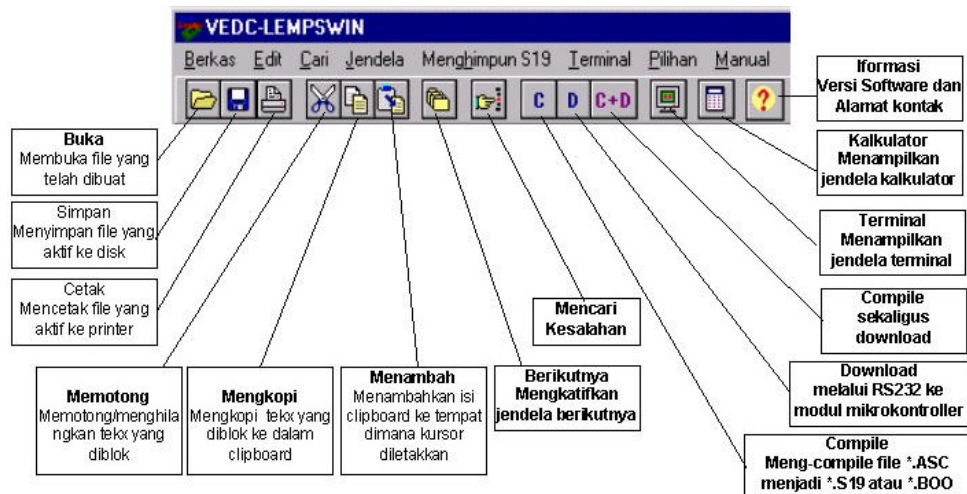 VEDC-LEMPSWIN
Berkas Edit Cari Jendela Menghimpun S19 Terminal Pilihan Manual
C D C+D ?
Iformasi
Versi Software dan
Alamat kontak
Buka
Membuka file yang
telah dibuat
Kalkulator
Menampilkan
jendela kalkulator
Simpan
Menyimpan file yang
aktif ke disk
Terminal
Menampilkan
jendela terminal
Cetak
Mencetak file yang
aktif ke printer
Mencari
Kesalahan
Compile
sekaligus
download
Memotong
Memotong/menghila
ngkan tekx yang
diblok
Mengkopi
Mengkopi tekx yang
diblok ke dalam
clipboard
Menambah
Menambahkan isi
clipboard ke tempat
dimana kursor
diletakkan
Berikutnya
Mengkatifkan
jendela berikutnya
Download
melalui RS232 ke
modul mikrokontroller
Compile
Meng-compile file *.ASC
menjadi *.S19 atau *.BOO